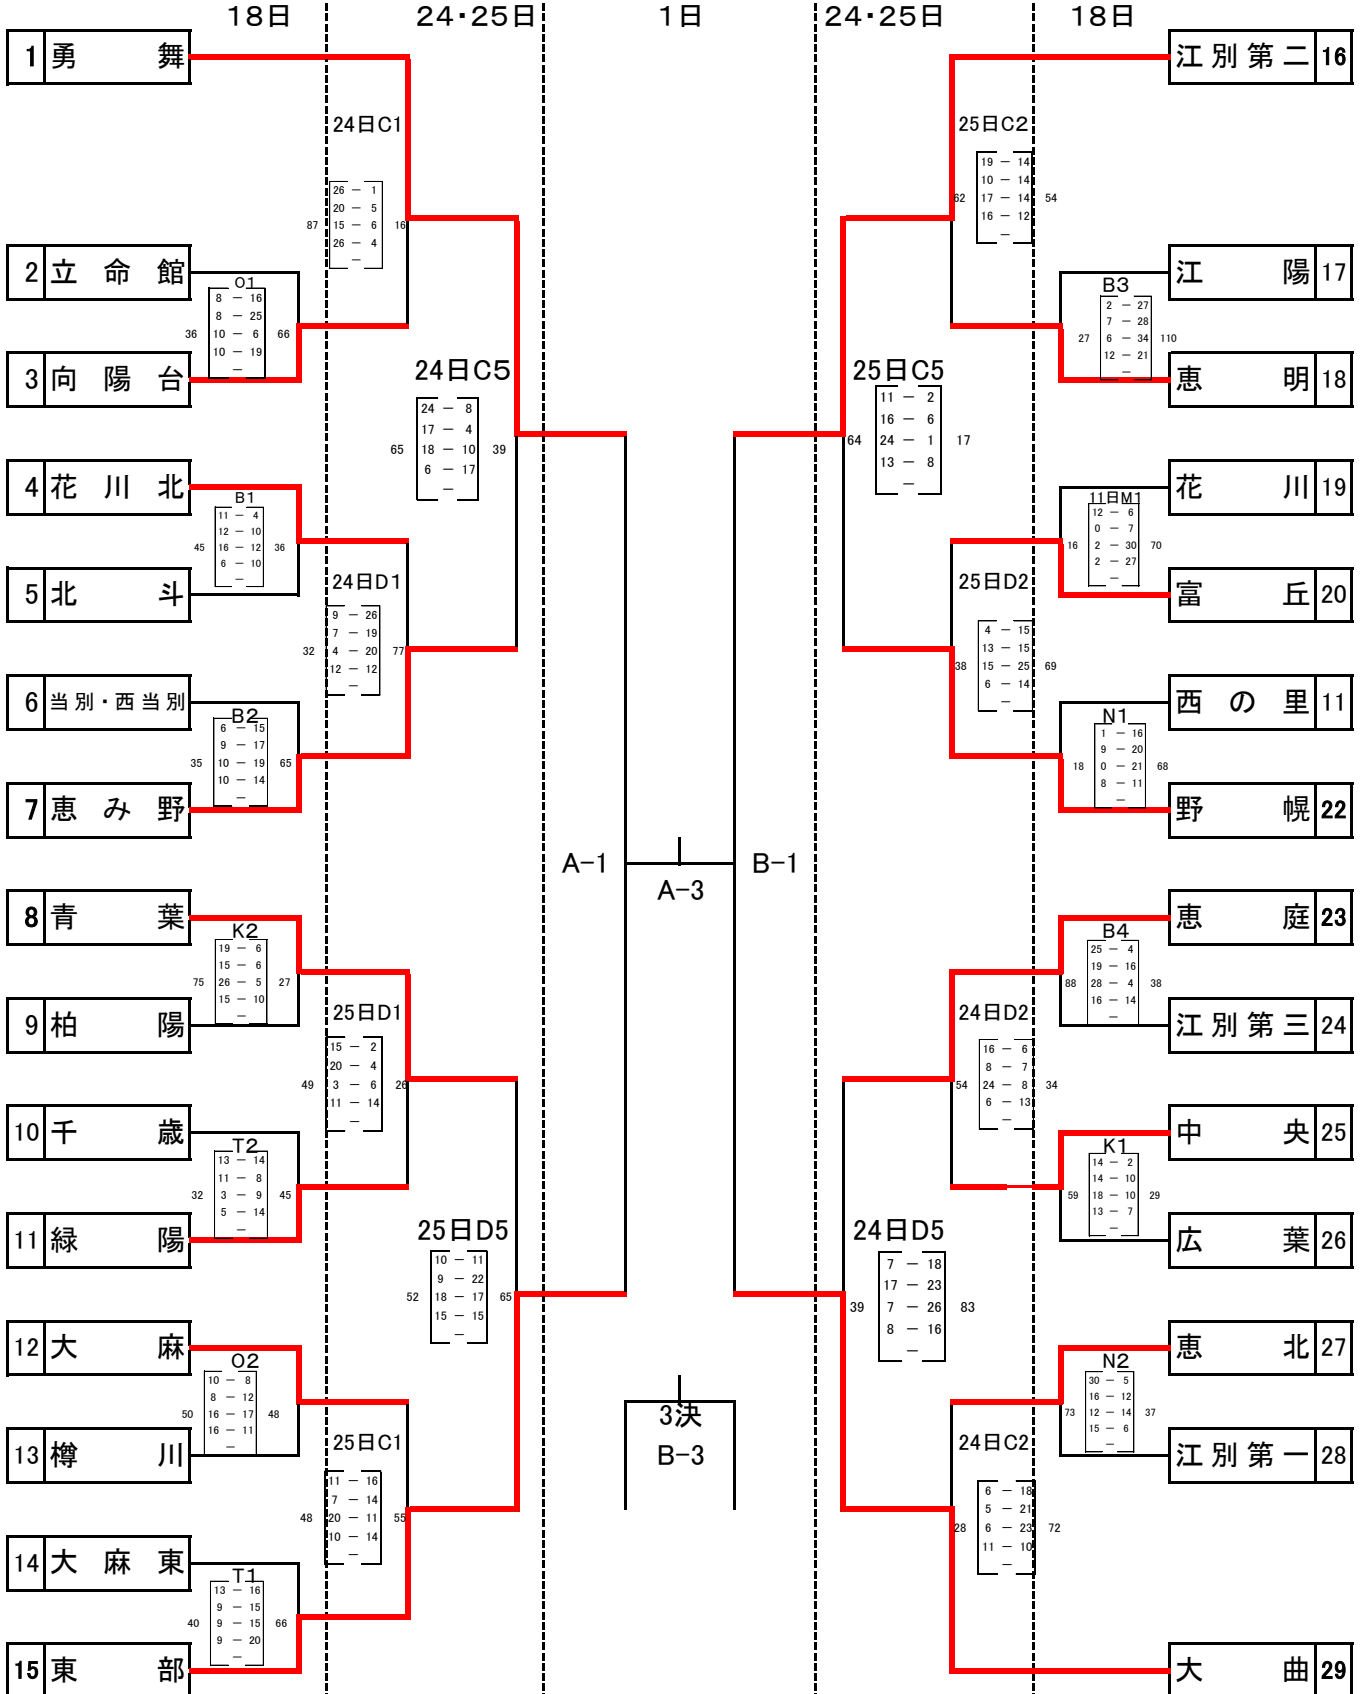 18日 24・25日 1日 24・25日 18日
1 勇舞
江別第二 16
24日C1
26 － 1
20 － 5
87 15 － 6 16
26 － 4
－
25日C2
19 － 14
10 － 14
62 17 － 14 54
16 － 12
－
2 立命館
O1
8 － 16
8 － 25
36 10 － 6 66
10 － 19
－
3 向陽台
江陽 17
B3
2 － 27
7 － 28
27 6 － 34 110
12 － 21
－
恵明 18
24日C5
24 － 8
17 － 4
65 18 － 10 39
6 － 17
－
25日C5
11 － 2
16 － 6
64 24 － 1 17
13 － 8
－
4 花川北
B1
11 － 4
12 － 10
45 16 － 12 36
6 － 10
－
5 北斗
花川 19
11日M1
12 － 6
0 － 7
16 2 － 30 70
2 － 27
－
富丘 20
24日D1
9 － 26
7 － 19
32 4 － 20 77
12 － 12
－
25日D2
4 － 15
13 － 15
38 15 － 25 69
6 － 14
－
6 当別・西当別
B2
6 － 15
9 － 17
35 10 － 19 65
10 － 14
－
7 恵み野
西の里 11
N1
1 － 16
9 － 20
18 0 － 21 68
8 － 11
－
野幌 22
A-1 B-1
A-3
8 青葉
K2
19 － 6
15 － 6
75 26 － 5 27
15 － 10
－
9 柏陽
恵庭 23
B4
25 － 4
19 － 16
88 28 － 4 38
16 － 14
－
江別第三 24
25日D1
15 － 2
20 － 4
49 3 － 6 26
11 － 14
－
24日D2
16 － 6
8 － 7
54 24 － 8 34
6 － 13
－
10 千歳
T2
13 － 14
11 － 8
32 3 － 9 45
5 － 14
－
11 緑陽
中央 25
K1
14 － 2
14 － 10
59 18 － 10 29
13 － 7
－
広葉 26
25日D5
10 － 11
9 － 22
52 18 － 17 65
15 － 15
－
24日D5
7 － 18
17 － 23
39 7 － 26 83
8 － 16
－
12 大麻
O2
10 － 8
8 － 12
50 16 － 17 48
16 － 11
－
13 樽川
恵北 27
N2
30 － 5
16 － 12
73 12 － 14 37
15 － 6
－
江別第一 28
3決
B-3
25日C1
11 － 16
7 － 14
48 20 － 11 55
10 － 14
－
24日C2
6 － 18
5 － 21
28 6 － 23 72
11 － 10
－
14 大麻東
T1
13 － 16
9 － 15
40 9 － 15 66
9 － 20
－
15 東部
大曲 29